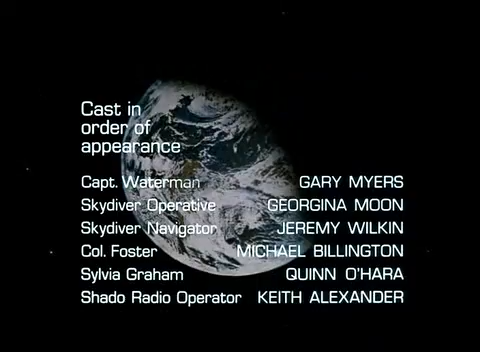 Cast in
order of
appearance
Capt. Waterman GARY MYERS
Skydiver Operative GEORGINA MOON
Skydiver Navigator JEREMY WILKIN
Col. Foster MICHAEL BILLINGTON
Sylvia Graham QUINN O'HARA
Shado Radio Operator KEITH ALEXANDER